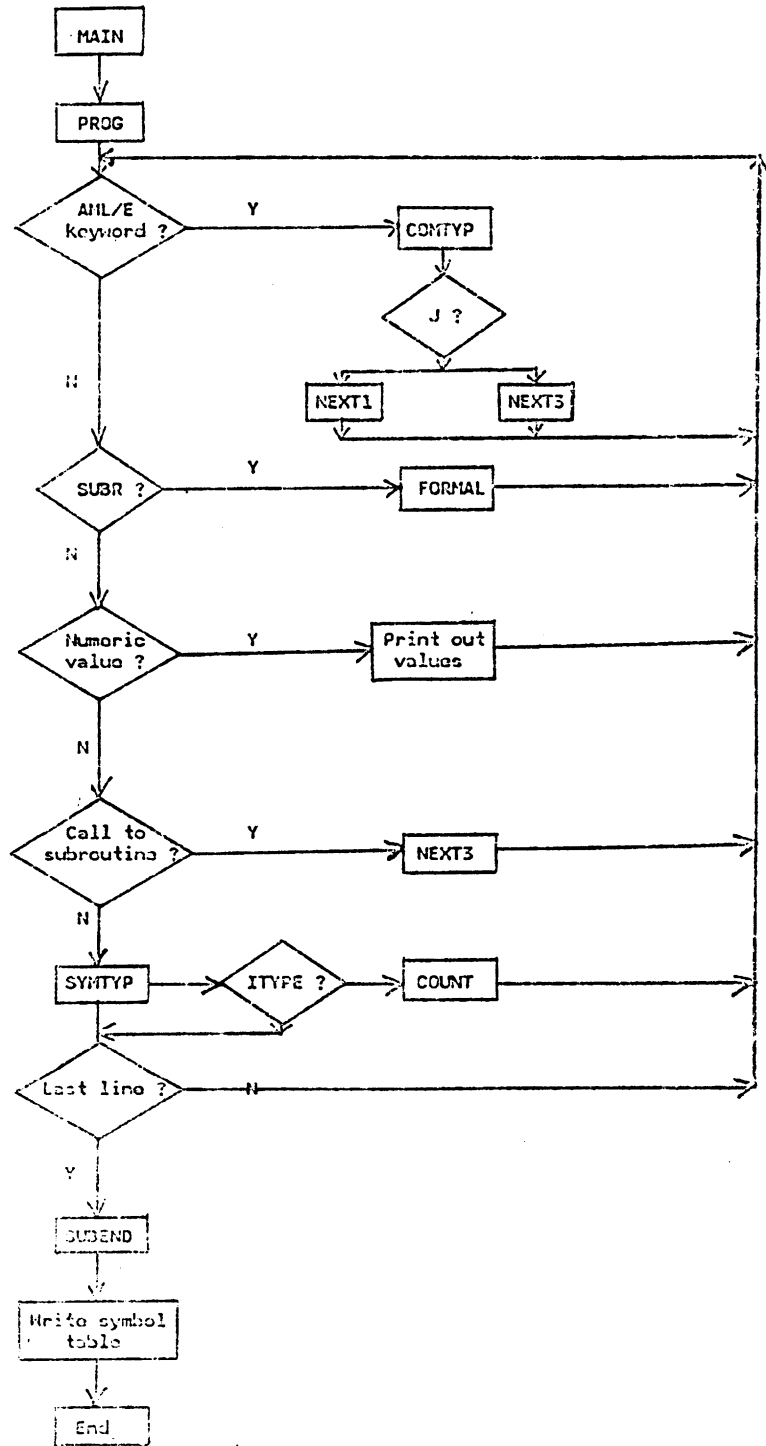 MAIN
PROG
AML/E
keyword ?
Y
COMTYP
J ?
N
NEXT1
NEXT3
SUBR ?
Y
FORMAL
N
Numeric
value ?
Y
Print out
values
N
Call to
subroutine ?
Y
NEXT3
N
SYMTYP
ITYPE ?
COUNT
Last line ?
N
Y
SUBEND
Write symbol
table
End